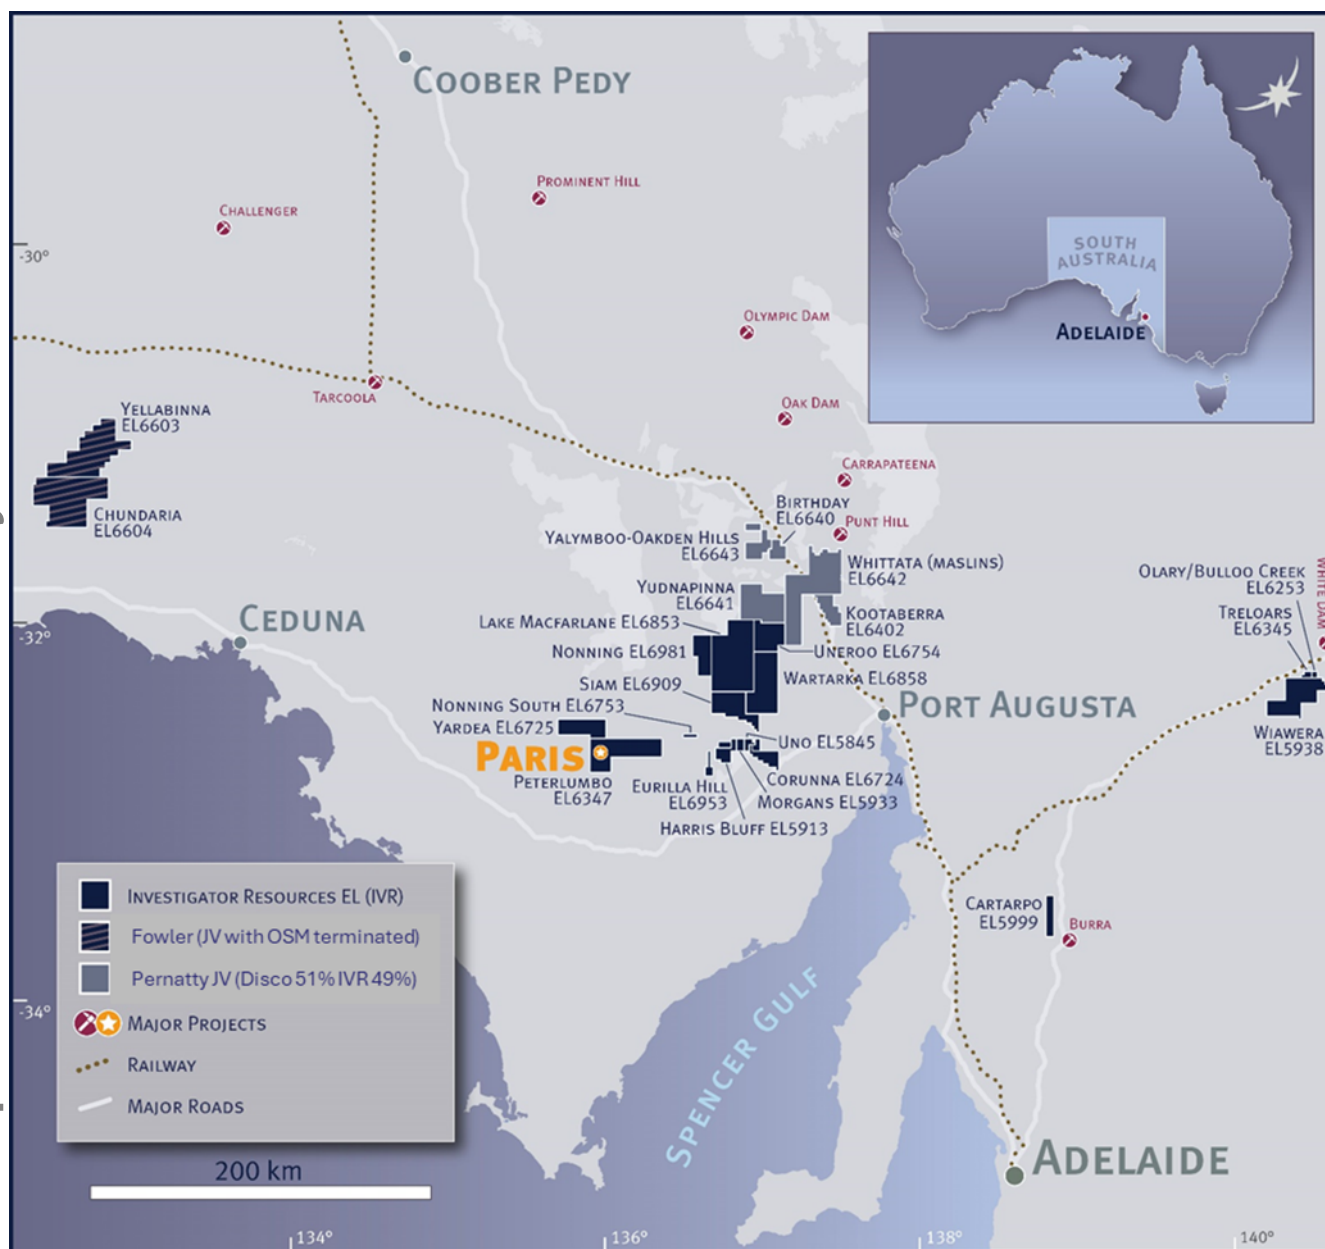 Coober Pedy
Prominent Hill
Challenger
-30°
South
Australia
Adelaide
Olympic Dam
Tarcoola
Oak Dam
Yellabinna
EL6603
Chundaria
EL6604
Carrapateena
Birthday
EL6640
Punt Hill
Yalymboo-Oakden Hills
EL6643
Whittata (Maslins)
EL6642
Olary/Bulloo Creek
EL6253
White Dam
Treloars
EL6345
Yudnapinna
EL6641
Kootaberra
EL6402
-32°
Ceduna
Lake Macfarlane EL6853
Nonning EL6981
Uneroo EL6754
Siam EL6909
Wartarka EL6858
Nonning South EL6753
Yardea EL6725
Port Augusta
Wiawera
EL5938
Paris
Uno EL5845
Peterlumbo
EL6347
Eurilla Hill
EL6953
Corunna EL6724
Morgans EL5933
Harris Bluff EL5913
Cartarpo
EL5999
Burra
Investigator Resources EL (IVR)
Fowler (JV with OSM terminated)
Pernatty JV (Disco 51% IVR 49%)
-34°
Major Projects
Railway
Major Roads
Spencer Gulf
200 km
Adelaide
134°
136°
138°
140°